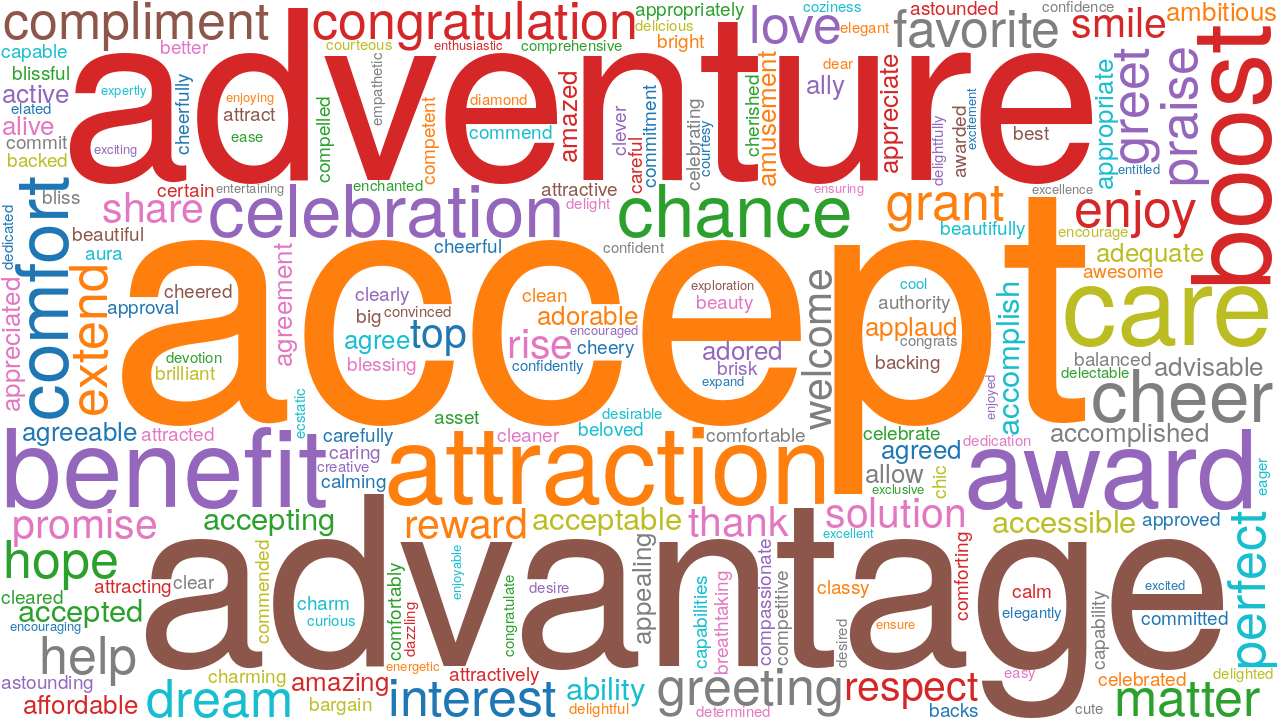 compliment
congratulation
appropriately
delicious
bright
love
coziness
elegant
favorite
astounded
confidence
smile
ambitious
capable
better
courteous
enthusiastic
comprehensive
adventure
blissful
active
elated
alive
commit
backed
expertly
exciting
cheerfully
enjoying
attract
ease
compelled
empathetic
competent
diamond
commend
amazed
clever
careful
commitment
celebrating
courtesy
cherished
amusement
dear
ally
appreciate
delightfully
awarded
excitement
best
appropriate
greet
entitled
praise
boost
dedicated
comfort
bliss
certain
entertaining
enchanted
attractive
delight
ensuring
excellence
share
celebration
chance
grant
enjoy
beautiful
aura
cheerful
confident
beautifully
encourage
adequate
awesome
accept
appreciated
extend
approval
cheered
devotion
brilliant
agreement
ecstatic
clearly
big
convinced
agree
top
blessing
clean
adorable
rise
encouraged
cheery
confidently
exploration
beauty
adored
brisk
expand
welcome
cool
authority
applaud
congrats
backing
enjoyed
accomplish
care
balanced
advisable
delectable
cheer
asset
desirable
beloved
benefit
agreeable
attracted
carefully
caring
creative
calming
attraction
cleaner
comfortable
celebrate
agreed
allow
exclusive
chic
dedication
accomplished
award
eager
promise
accepting
reward
acceptable
thank
solution
excellent
accessible
approved
advantage
hope
attracting
clear
cleared
accepted
encouraging
help
commended
charm
curious
comfortably
dazzling
enjoyable
congratulate
desire
appealing
capabilities
breathtaking
compassionate
competitive
classy
desired
ensure
comforting
calm
elegantly
capability
excited
committed
perfect
astounding
affordable
dream
charming
bargain
amazing
energetic
interest
attractively
ability
delightful
greeting
determined
respect
backs
easy
cute
celebrated
delighted
matter